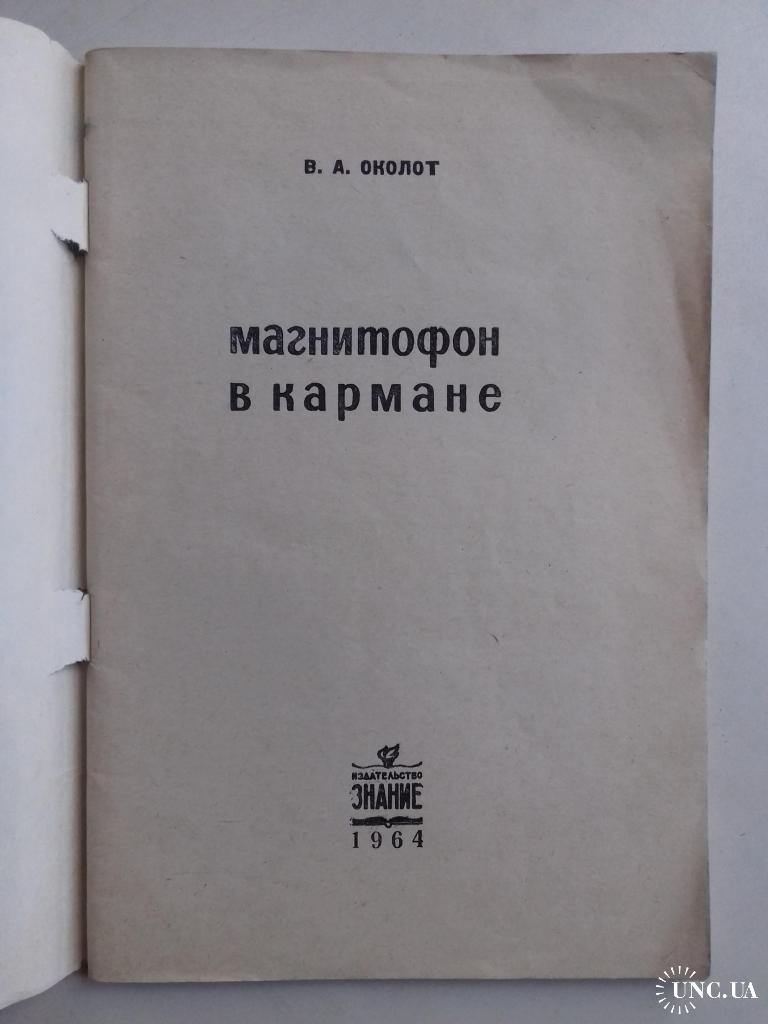 В. А. ОКОЛОТ
магнитофон
в кармане
ИЗДАТЕЛЬСТВО
ЗНАНИЕ
1964
UNC.UA